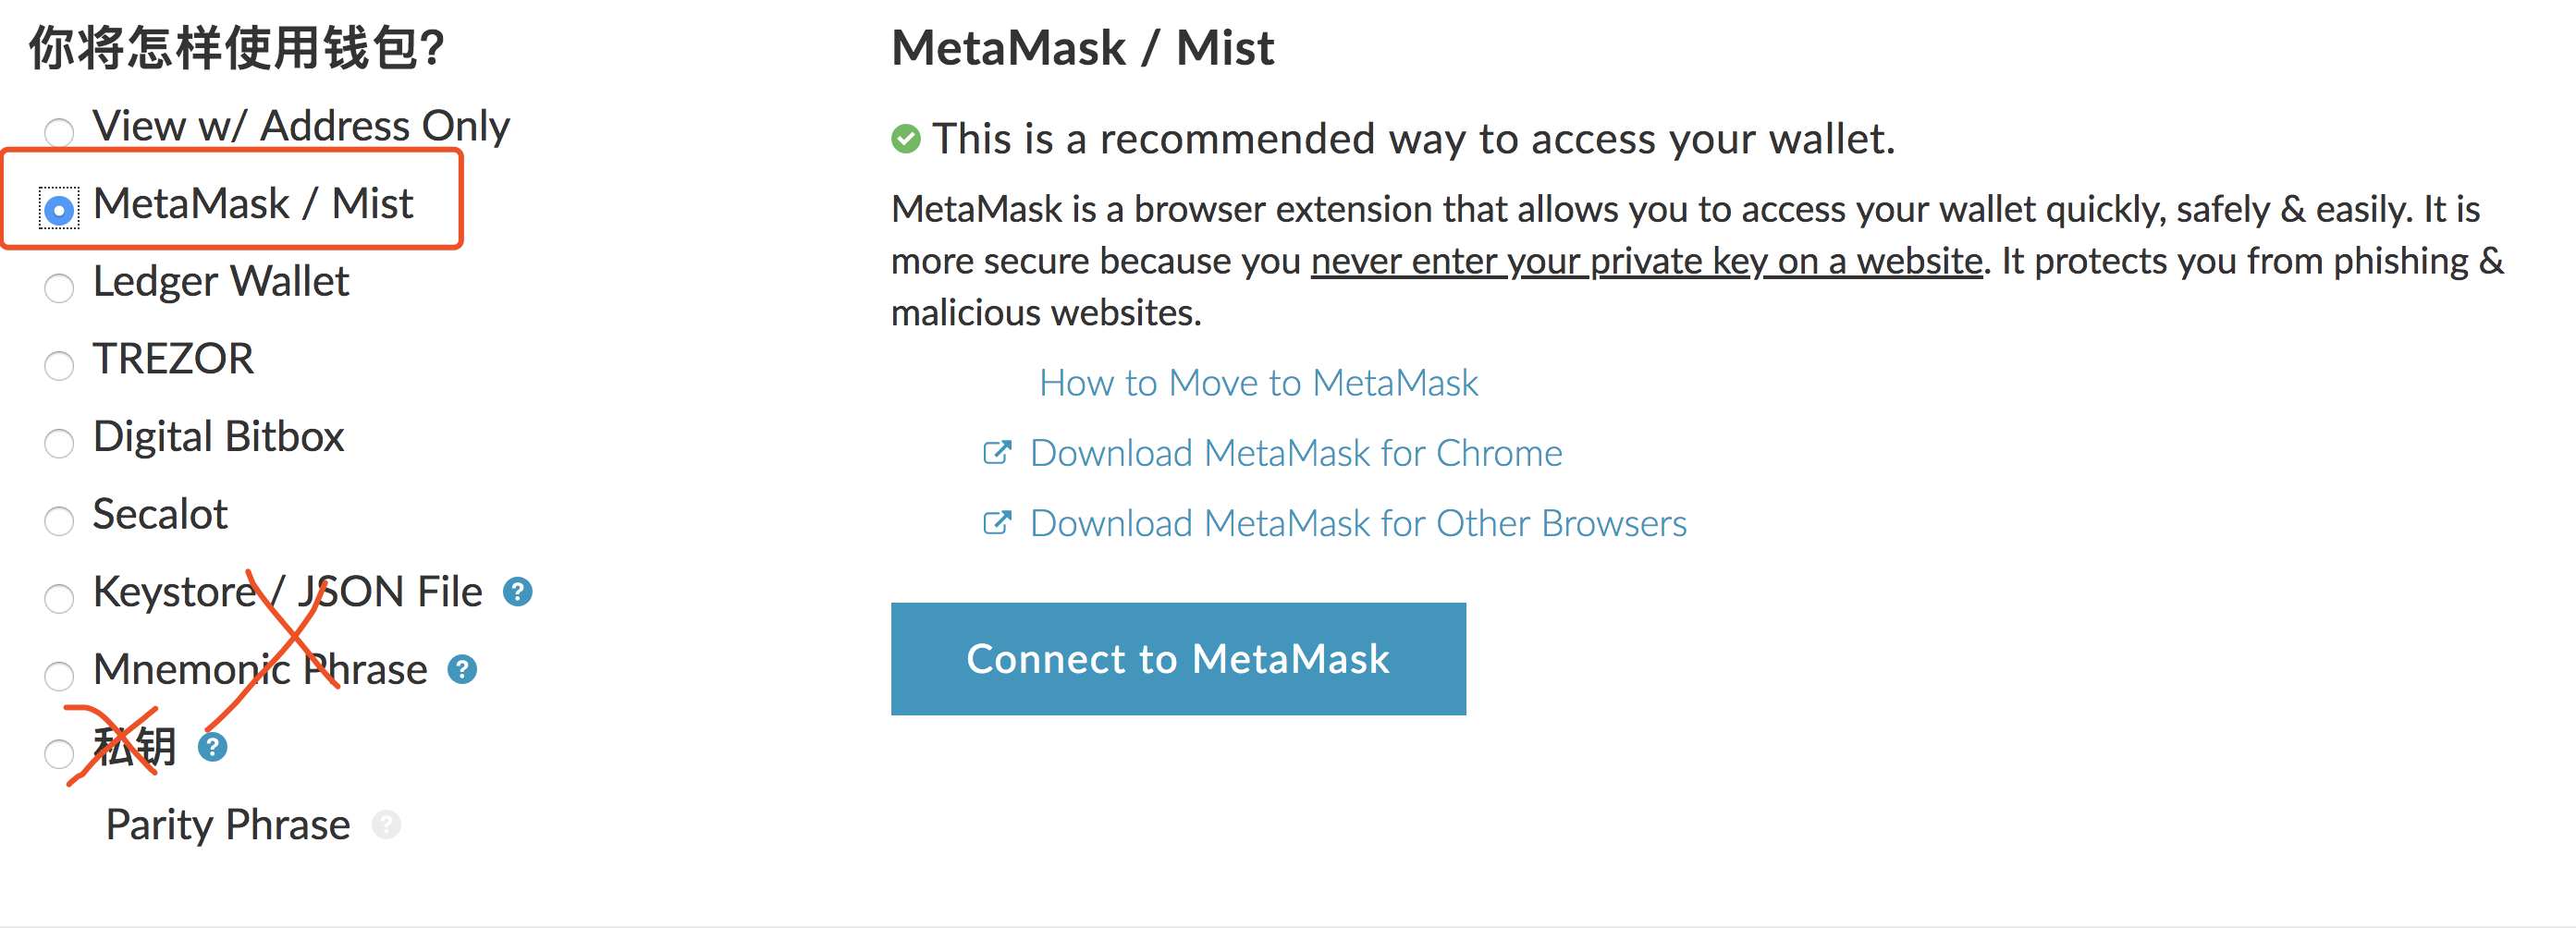 你将怎样使用钱包?
View w/ Address Only
MetaMask / Mist
Ledger Wallet
TREZOR
Digital Bitbox
Secalot
Keystore / JSON File ?
Mnemonic Phrase ?
私钥 ?
Parity Phrase ?
MetaMask / Mist
This is a recommended way to access your wallet.
MetaMask is a browser extension that allows you to access your wallet quickly, safely & easily. It is
more secure because you never enter your private key on a website. It protects you from phishing &
malicious websites.
How to Move to MetaMask
Download MetaMask for Chrome
Download MetaMask for Other Browsers
Connect to MetaMask